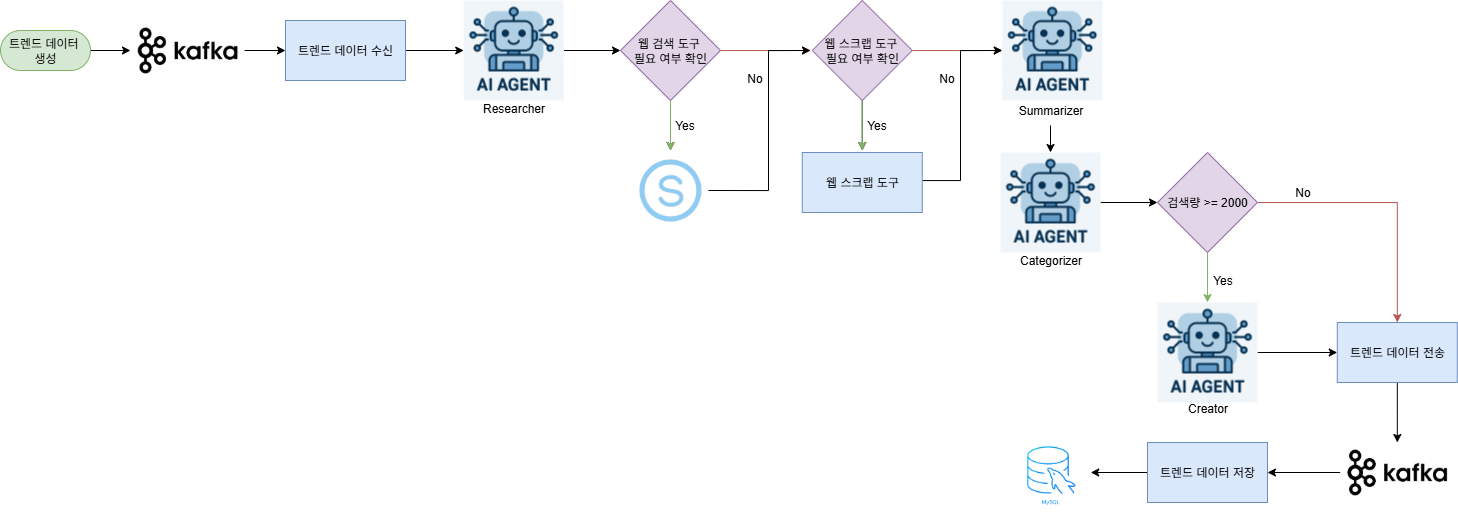 트렌드 데이터
생성
kafka
트렌드 데이터 수신
AI AGENT
Researcher
웹 검색 도구
필요 여부 확인
No
Yes
S
웹 스크랩 도구
필요 여부 확인
No
Yes
웹 스크랩 도구
AI AGENT
Summarizer
AI AGENT
Categorizer
검색량 >= 2000
No
Yes
AI AGENT
Creator
트렌드 데이터 전송
kafka
트렌드 데이터 저장
MySQL